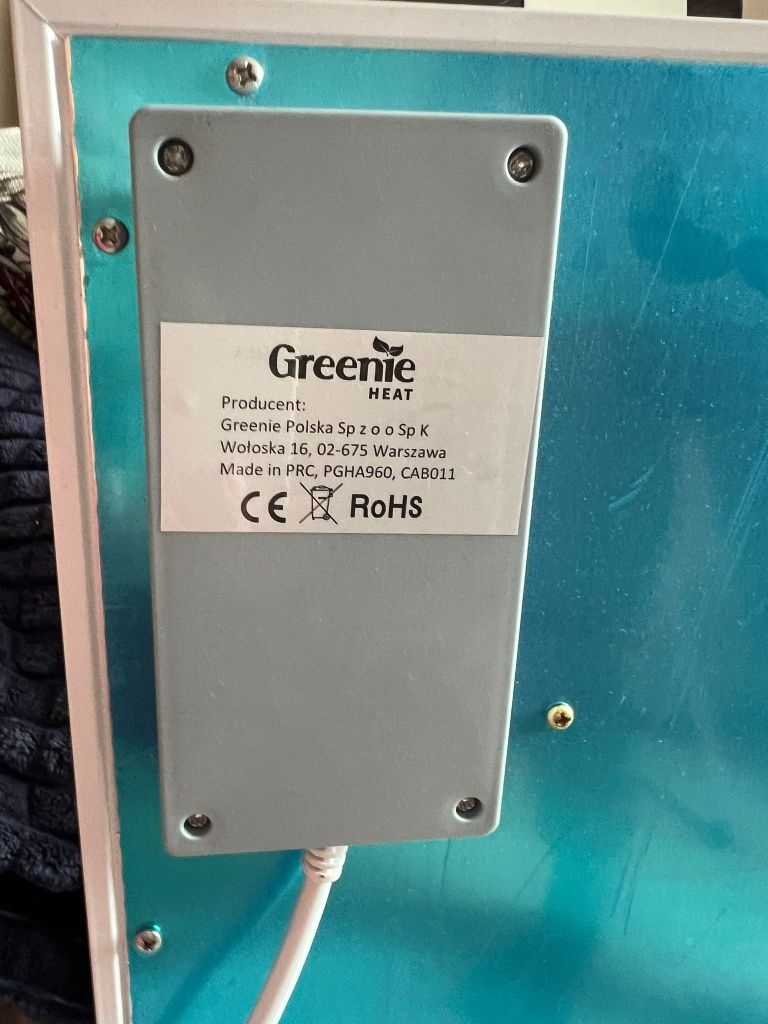 Greenie
HEAT
Producent:
Greenie Polska Sp z o o Sp K
Wołoska 16, 02-675 Warszawa
Made in PRC, PGHA960, CAB011
CE RoHS